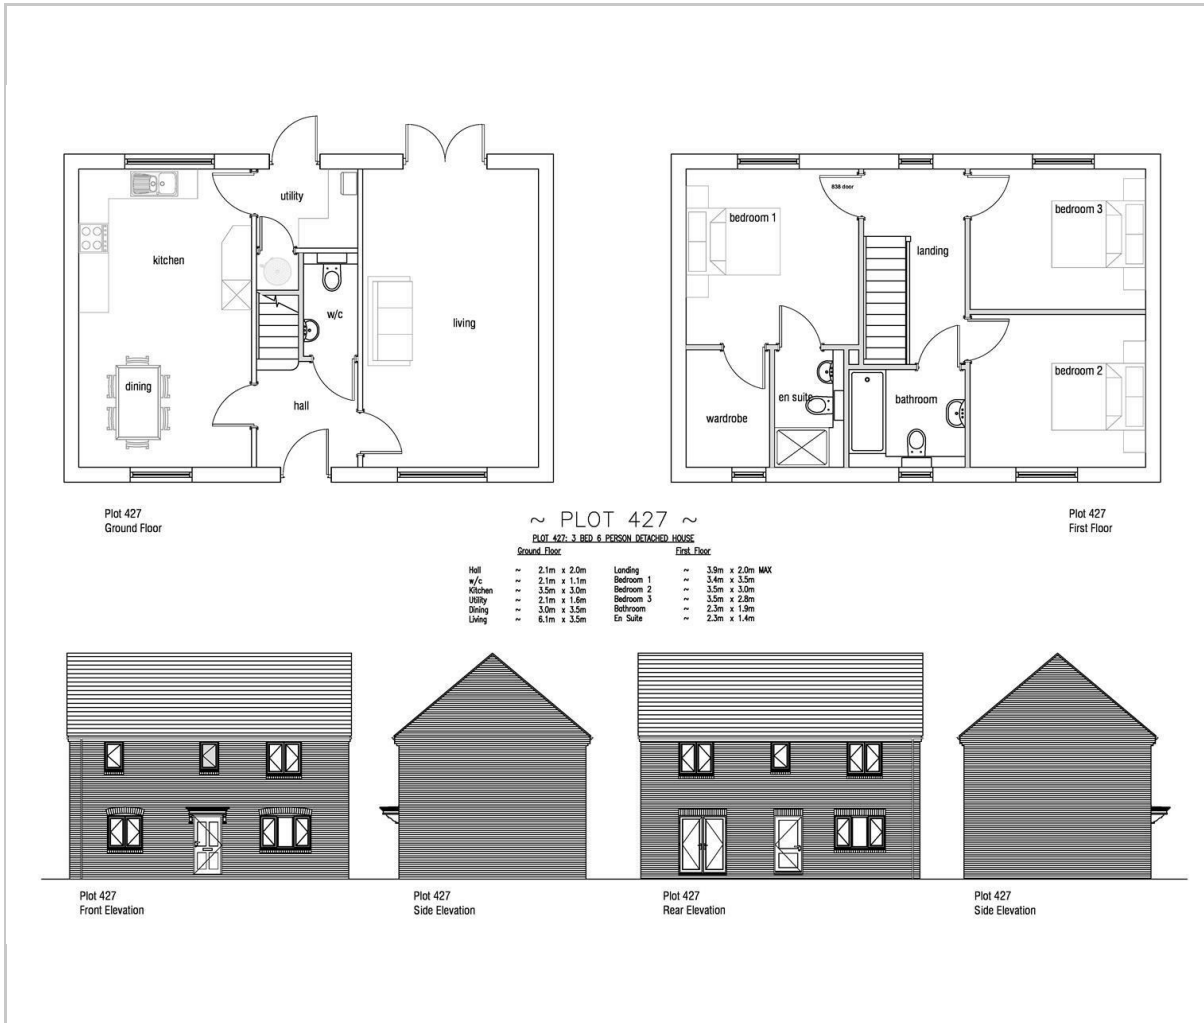 utility
kitchen
w/c
living
dining
hall
838 door
bedroom 1
bedroom 3
landing
bedroom 2
en suite
bathroom
wardrobe
Plot 427
Ground Floor
Plot 427
First Floor
~ PLOT 427 ~
PLOT 427: 3 BED 6 PERSON DETACHED HOUSE
Ground Floor
Hall ~ 2.1m x 2.0m
w/c ~ 2.1m x 1.1m
Kitchen ~ 3.5m x 3.0m
Utility ~ 2.1m x 1.6m
Dining ~ 3.0m x 3.5m
Living ~ 6.1m x 3.5m
First Floor
Landing ~ 3.9m x 2.0m MAX
Bedroom 1 ~ 3.4m x 3.5m
Bedroom 2 ~ 3.5m x 3.0m
Bedroom 3 ~ 3.5m x 2.8m
Bathroom ~ 2.3m x 1.9m
En Suite ~ 2.3m x 1.4m
Plot 427
Front Elevation
Plot 427
Side Elevation
Plot 427
Rear Elevation
Plot 427
Side Elevation